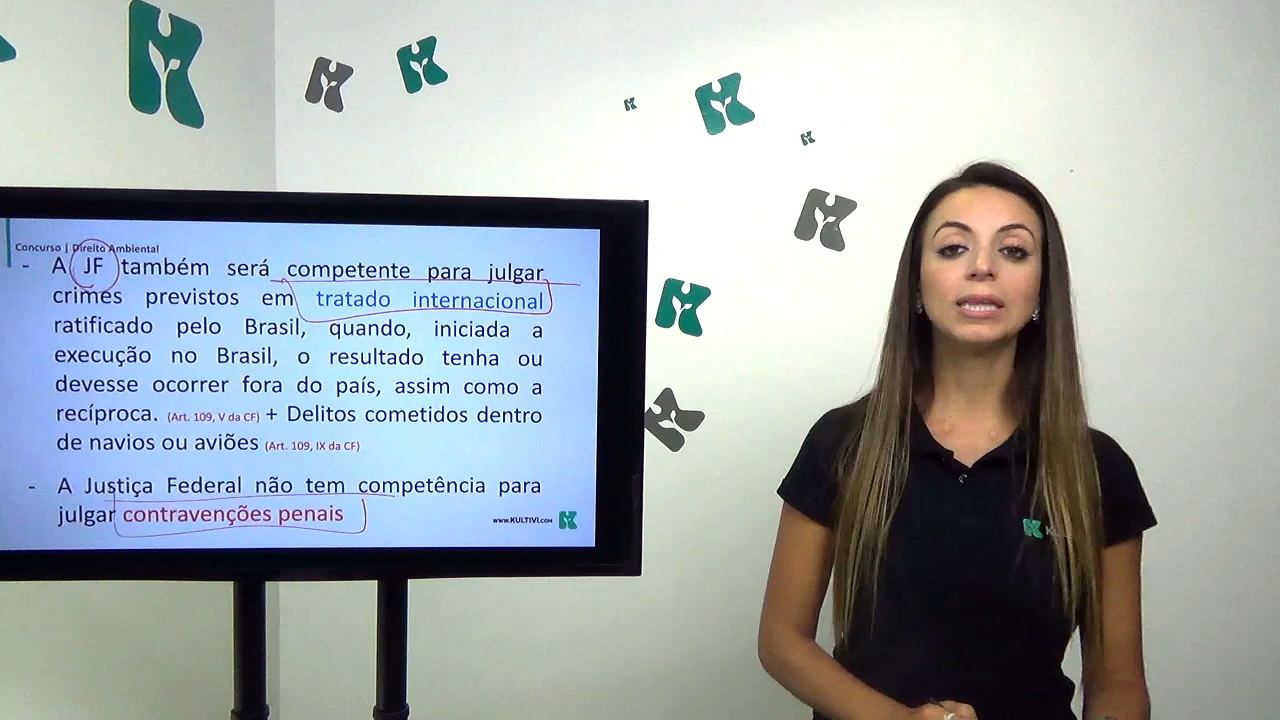 Concurso | Direito Ambiental
- A JF também será competente para julgar
crimes previstos em tratado internacional
ratificado pelo Brasil, quando, iniciada a
execução no Brasil, o resultado tenha ou
devesse ocorrer fora do país, assim como a
recíproca. (Art. 109, V da CF) + Delitos cometidos dentro
de navios ou aviões (Art. 109, IX da CF)
- A Justiça Federal não tem competência para
julgar contravenções penais
www.KULTIVI.com